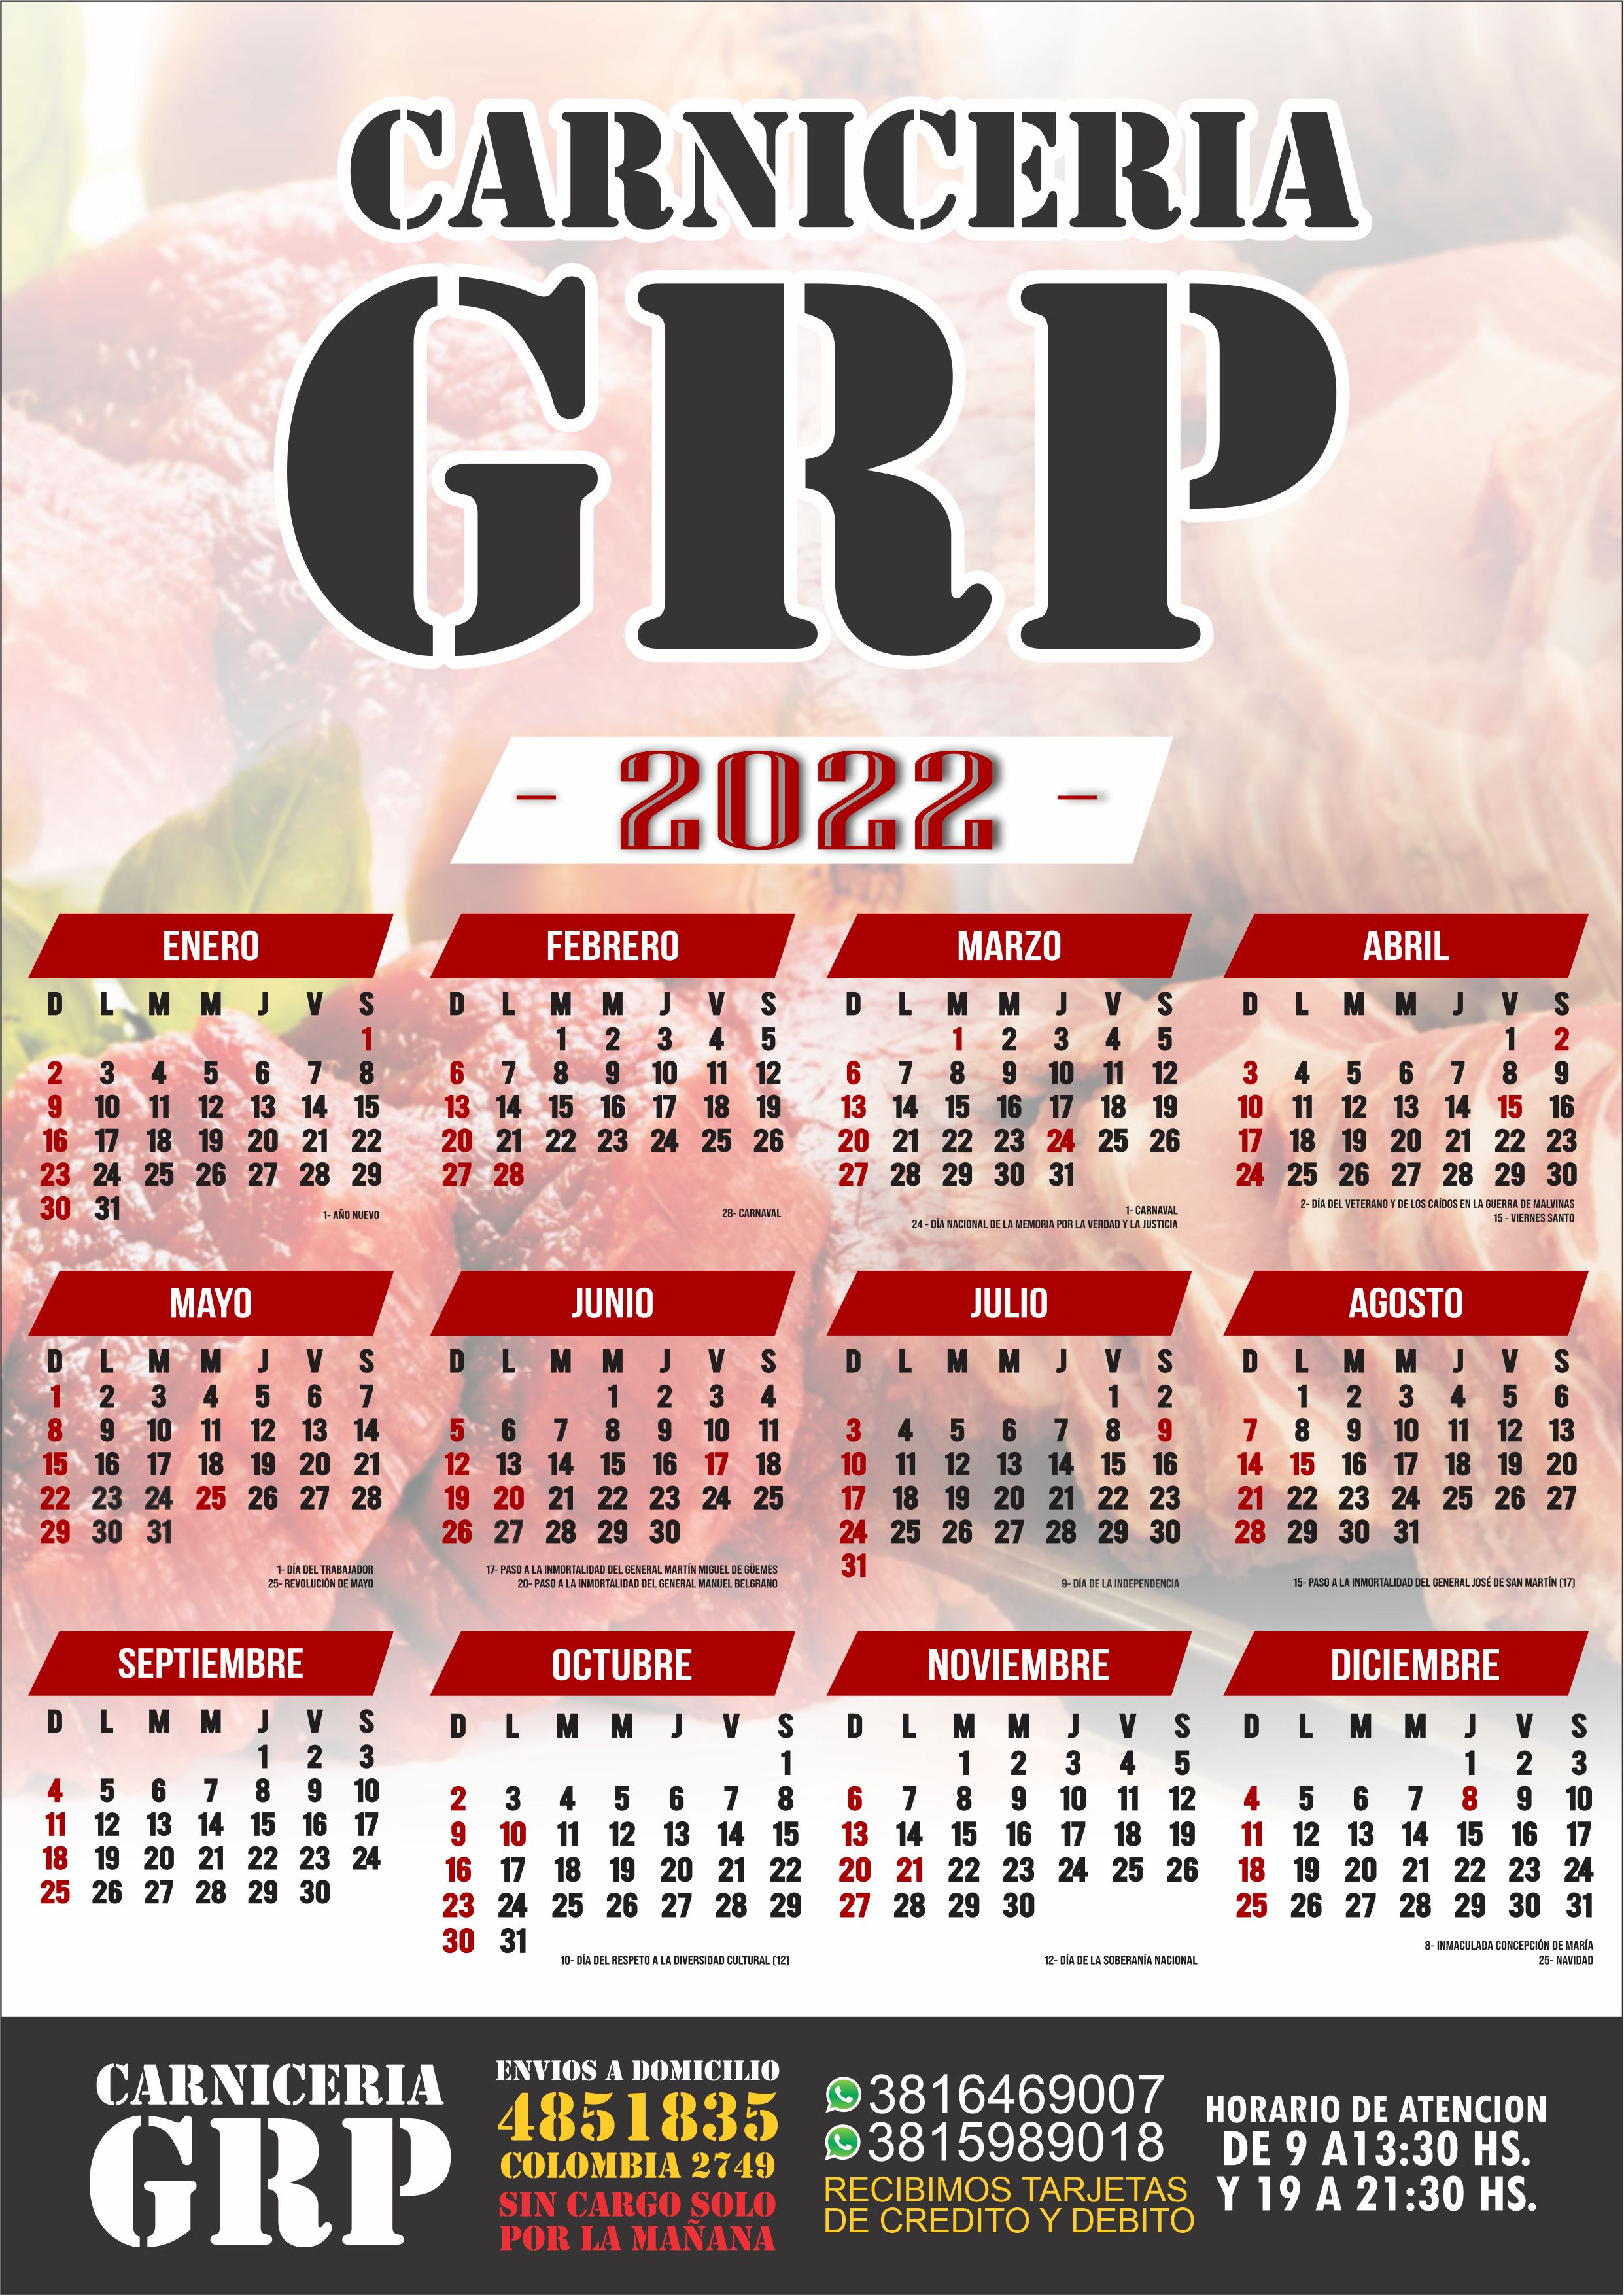 CARNICERIA
GRP
- 2022 -
ENERO
D L M M J V S
1
2 3 4 5 6 7 8
9 10 11 12 13 14 15
16 17 18 19 20 21 22
23 24 25 26 27 28 29
30 31
1- AÑO NUEVO
FEBRERO
D L M M J V S
1 2 3 4 5
6 7 8 9 10 11 12
13 14 15 16 17 18 19
20 21 22 23 24 25 26
27 28
28- CARNAVAL
MARZO
D L M M J V S
1 2 3 4 5
6 7 8 9 10 11 12
13 14 15 16 17 18 19
20 21 22 23 24 25 26
27 28 29 30 31
1- CARNAVAL
24 - DÍA NACIONAL DE LA MEMORIA POR LA VERDAD Y LA JUSTICIA
ABRIL
D L M M J V S
1 2
3 4 5 6 7 8 9
10 11 12 13 14 15 16
17 18 19 20 21 22 23
24 25 26 27 28 29 30
2- DÍA DEL VETERANO Y DE LOS CAÍDOS EN LA GUERRA DE MALVINAS
15 - VIERNES SANTO
MAYO
D L M M J V S
1 2 3 4 5 6 7
8 9 10 11 12 13 14
15 16 17 18 19 20 21
22 23 24 25 26 27 28
29 30 31
1- DÍA DEL TRABAJADOR
25- REVOLUCIÓN DE MAYO
JUNIO
D L M M J V S
1 2 3 4
5 6 7 8 9 10 11
12 13 14 15 16 17 18
19 20 21 22 23 24 25
26 27 28 29 30
17- PASO A LA INMORTALIDAD DEL GENERAL MARTÍN MIGUEL DE GÜEMES
20- PASO A LA INMORTALIDAD DEL GENERAL MANUEL BELGRANO
JULIO
D L M M J V S
1 2
3 4 5 6 7 8 9
10 11 12 13 14 15 16
17 18 19 20 21 22 23
24 25 26 27 28 29 30
31
9- DÍA DE LA INDEPENDENCIA
AGOSTO
D L M M J V S
1 2 3 4 5 6
7 8 9 10 11 12 13
14 15 16 17 18 19 20
21 22 23 24 25 26 27
28 29 30 31
15- PASO A LA INMORTALIDAD DEL GENERAL JOSÉ DE SAN MARTÍN (17)
SEPTIEMBRE
D L M M J V S
1 2 3
4 5 6 7 8 9 10
11 12 13 14 15 16 17
18 19 20 21 22 23 24
25 26 27 28 29 30
OCTUBRE
D L M M J V S
1
2 3 4 5 6 7 8
9 10 11 12 13 14 15
16 17 18 19 20 21 22
23 24 25 26 27 28 29
30 31
10- DÍA DEL RESPETO A LA DIVERSIDAD CULTURAL (12)
NOVIEMBRE
D L M M J V S
1 2 3 4 5
6 7 8 9 10 11 12
13 14 15 16 17 18 19
20 21 22 23 24 25 26
27 28 29 30
12- DÍA DE LA SOBERANÍA NACIONAL
DICIEMBRE
D L M M J V S
1 2 3
4 5 6 7 8 9 10
11 12 13 14 15 16 17
18 19 20 21 22 23 24
25 26 27 28 29 30 31
8- INMACULADA CONCEPCIÓN DE MARÍA
25- NAVIDAD
CARNICERIA
GRP
ENVIOS A DOMICILIO
4851835
COLOMBIA 2749
SIN CARGO SOLO
POR LA MAÑANA
3816469007
3815989018
RECIBIMOS TARJETAS
DE CREDITO Y DEBITO
HORARIO DE ATENCION
DE 9 A13:30 HS.
Y 19 A 21:30 HS.